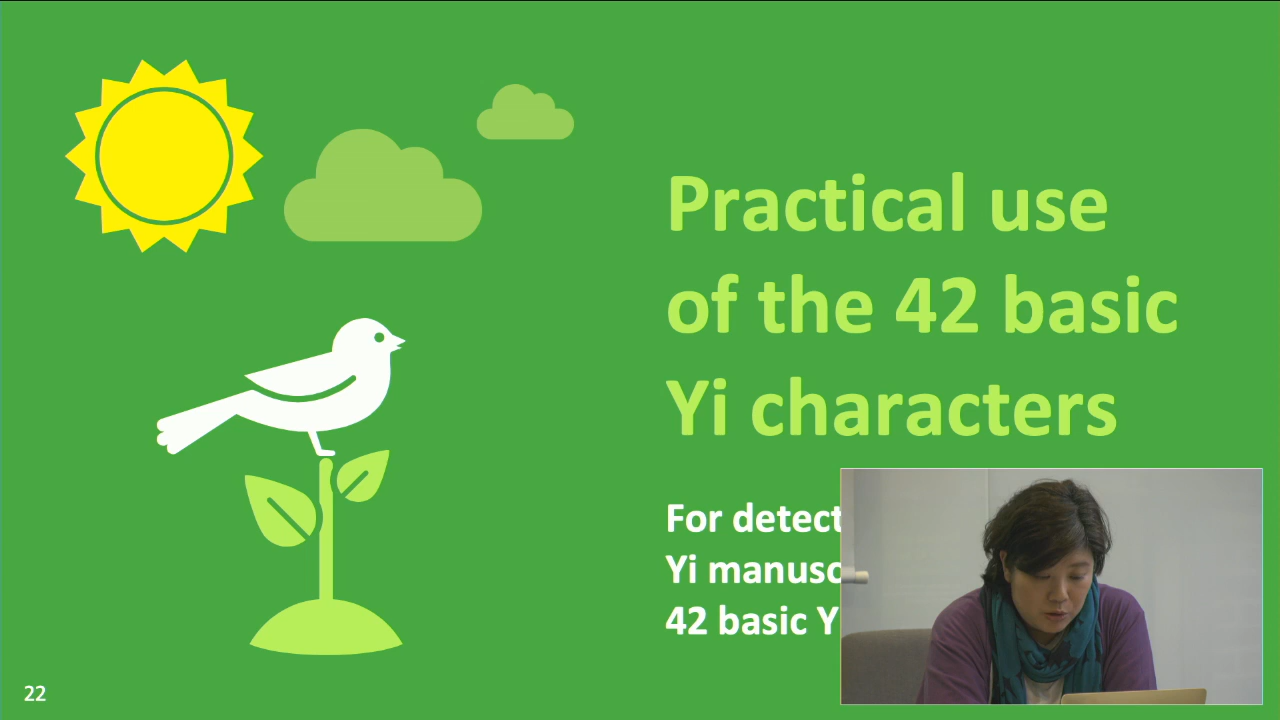 Practical use
of the 42 basic
Yi characters
For detect
Yi manusc
42 basic Y
22